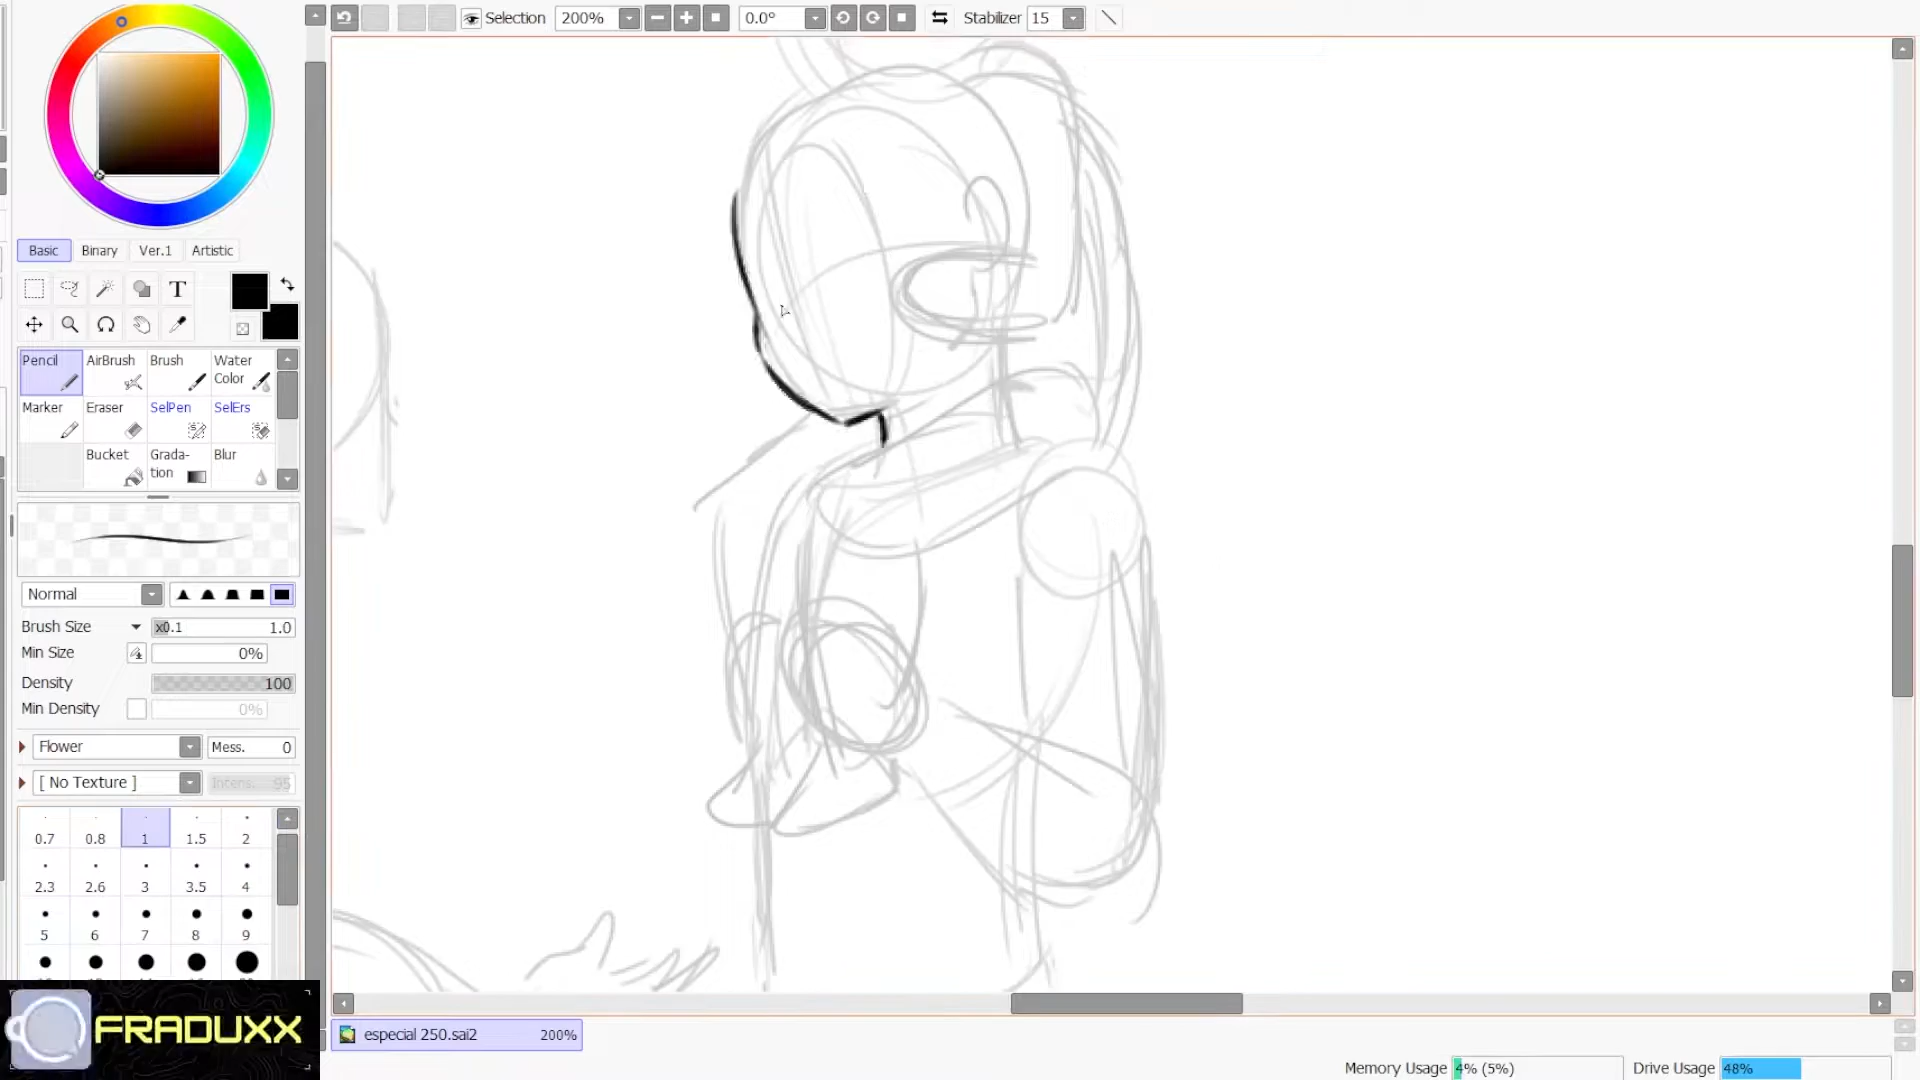 Selection 200% 0.0° Stabilizer 15
Basic Binary Ver.1 Artistic
T
Pencil AirBrush Brush Water Color
Marker Eraser SelPen SelErs
Bucket Grada-tion Blur
Normal
Brush Size x0.1 1.0
Min Size 0%
Density 100
Min Density 0%
Flower Mess. 0
[ No Texture ] Intens. 95
0.7 0.8 1 1.5 2
2.3 2.6 3 3.5 4
5 6 7 8 9
FRADUXX
especial 250.sai2 200%
Memory Usage 4% (5%) Drive Usage 48%